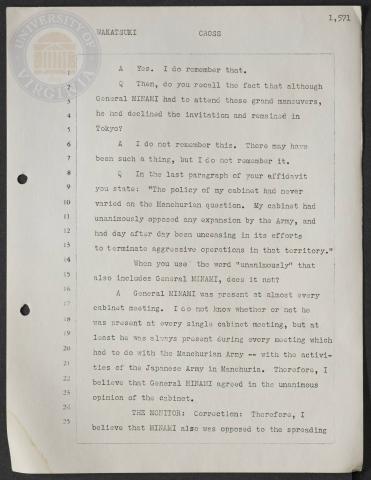 1,571
WAKATSUKI CROSS
UNIVERSITY OF VIRGINIA
1 A Yes. I do remember that.
2 Q Then, do you recall the fact that although
3 General MINAMI had to attend these grand maneuvers,
4 he had declined the invitation and remained in
5 Tokyo?
6 A I do not remember this. There may have
7 been such a thing, but I do not remember it.
8 Q In the last paragraph of your affidavit
9 you state: "The policy of my cabinet had never
10 varied on the Manchurian question. My cabinet had
11 unanimously opposed any expansion by the Army, and
12 had day after day been unceasing in its efforts
13 to terminate aggressive operations in that territory."
14 When you use the word "unanimously" that
15 also includes General MINAMI, does it not?
16 A General MINAMI was present at almost every
17 cabinet meeting. I do not know whether or not he
18 was present at every single cabinet meeting, but at
19 least he was always present during every meeting which
20 had to do with the Manchurian Army -- with the activi-
21 ties of the Japanese Army in Manchuria. Therefore, I
22 believe that General MINAMI agreed in the unanimous
23 opinion of the cabinet.
24 THE MONITOR: Correction: Therefore, I
25 believe that MINAMI also was opposed to the spreading